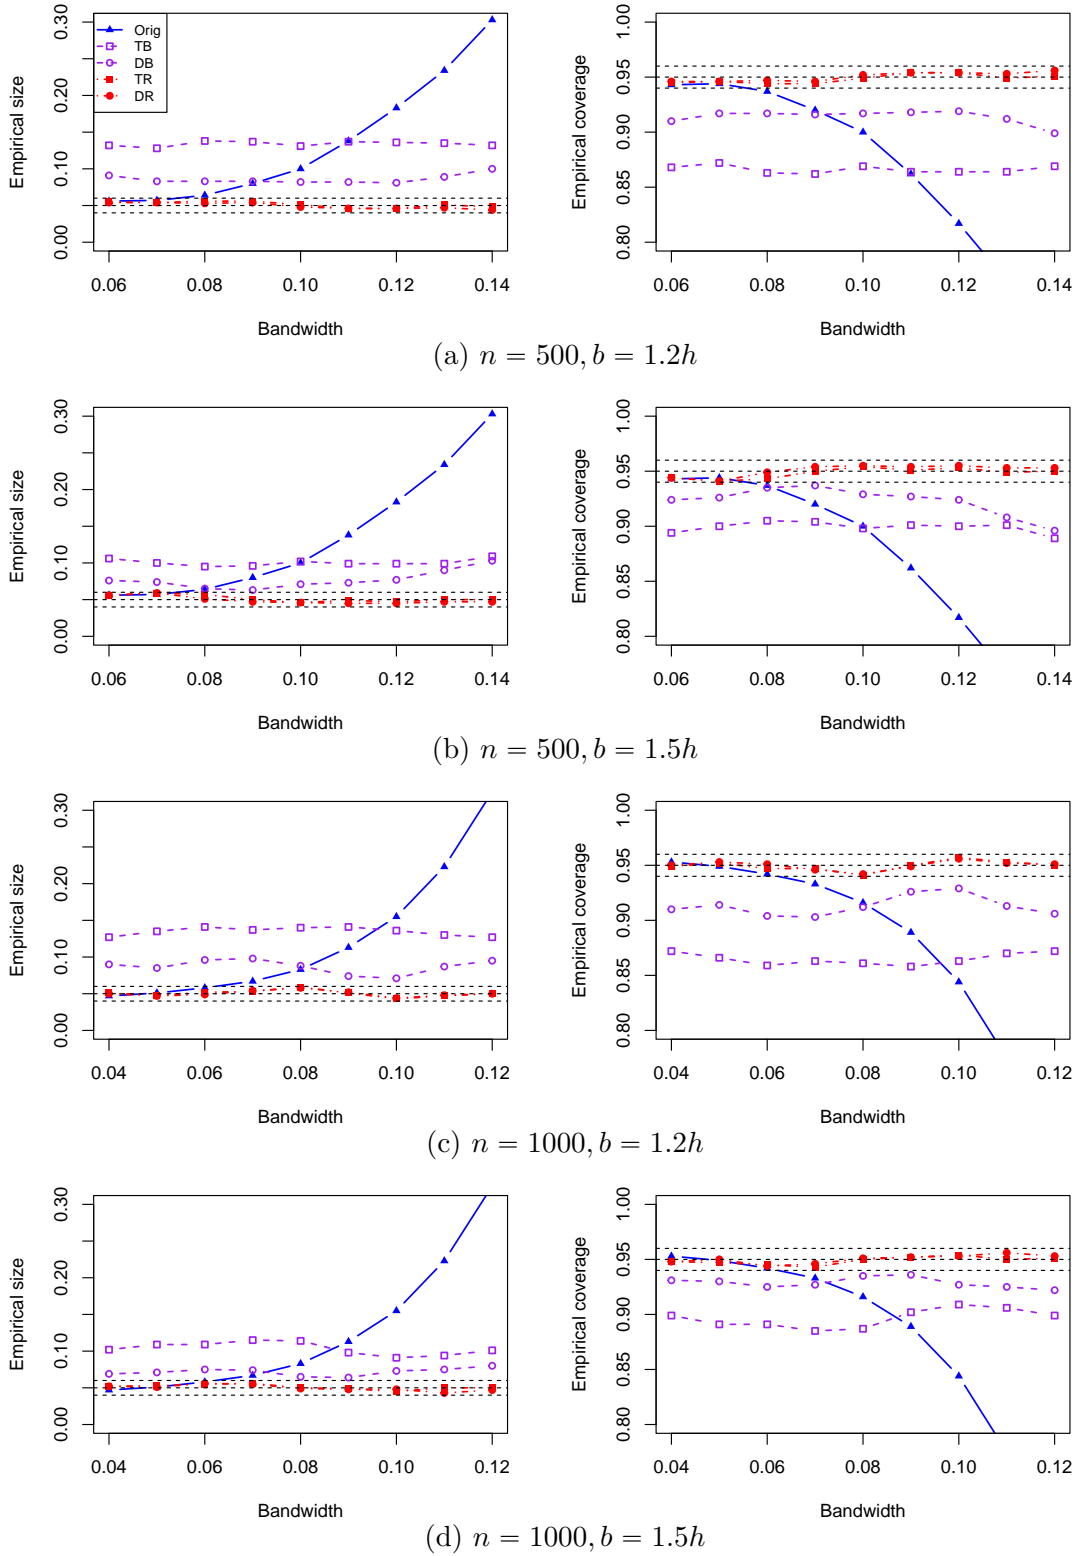 Empirical size
0.00 0.10 0.20 0.30
Orig
TB
DB
TR
DR
0.06 0.08 0.10 0.12 0.14
Bandwidth
Empirical coverage
0.80 0.85 0.90 0.95 1.00
0.06 0.08 0.10 0.12 0.14
Bandwidth
(a) n = 500, b = 1.2h
Empirical size
0.00 0.10 0.20 0.30
0.06 0.08 0.10 0.12 0.14
Bandwidth
Empirical coverage
0.80 0.85 0.90 0.95 1.00
0.06 0.08 0.10 0.12 0.14
Bandwidth
(b) n = 500, b = 1.5h
Empirical size
0.00 0.10 0.20 0.30
0.04 0.06 0.08 0.10 0.12
Bandwidth
Empirical coverage
0.80 0.85 0.90 0.95 1.00
0.04 0.06 0.08 0.10 0.12
Bandwidth
(c) n = 1000, b = 1.2h
Empirical size
0.00 0.10 0.20 0.30
0.04 0.06 0.08 0.10 0.12
Bandwidth
Empirical coverage
0.80 0.85 0.90 0.95 1.00
0.04 0.06 0.08 0.10 0.12
Bandwidth
(d) n = 1000, b = 1.5h